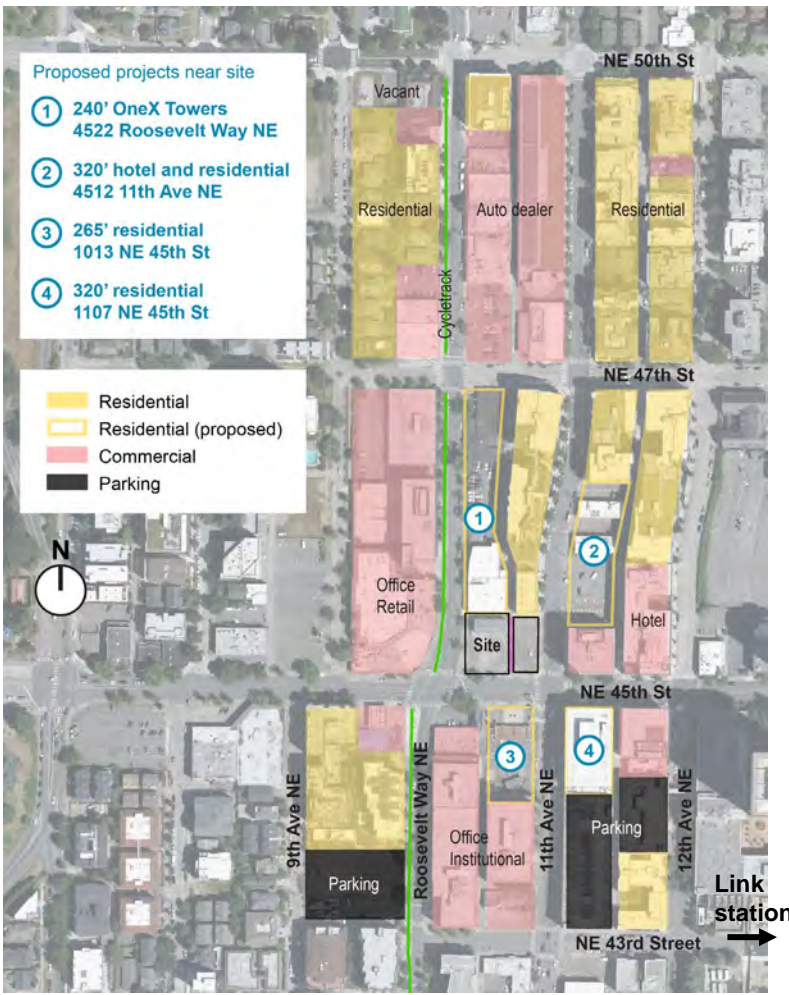 Proposed projects near site
1 240' OneX Towers
4522 Roosevelt Way NE
2 320' hotel and residential
4512 11th Ave NE
3 265' residential
1013 NE 45th St
4 320' residential
1107 NE 45th St
Residential
Residential (proposed)
Commercial
Parking
N
NE 50th St
Vacant
Residential
Auto dealer
Residential
Cycletrack
NE 47th St
1
2
Office
Retail
Site
Hotel
NE 45th St
3
4
9th Ave NE
Roosevelt Way NE
11th Ave NE
12th Ave NE
Office
Institutional
Parking
Parking
Link
station
NE 43rd Street